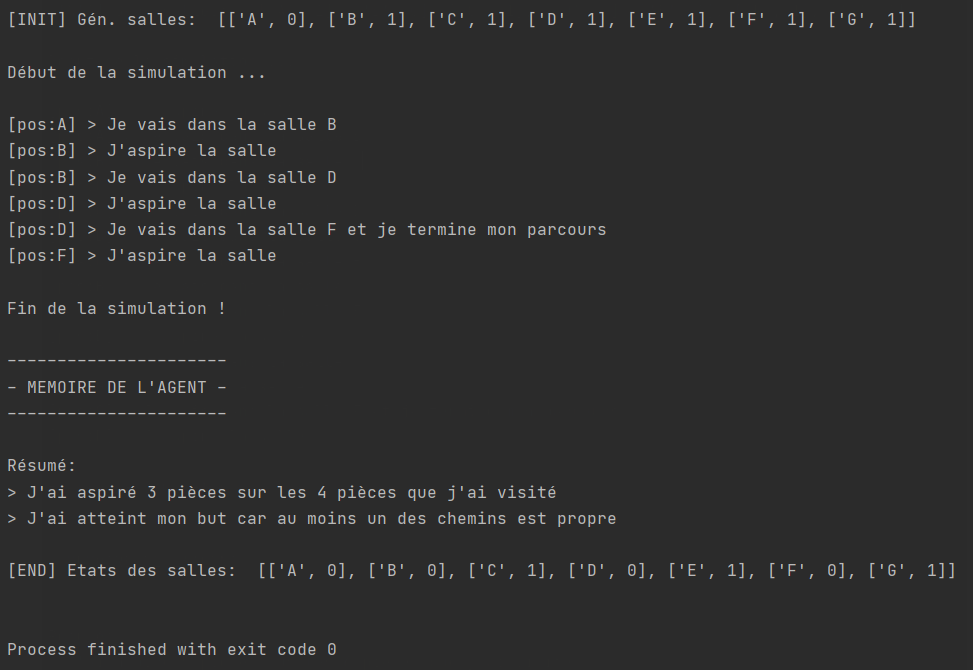 [INIT] Gén. salles:  [['A', 0], ['B', 1], ['C', 1], ['D', 1], ['E', 1], ['F', 1], ['G', 1]]
Début de la simulation ...
[pos:A] > Je vais dans la salle B
[pos:B] > J'aspire la salle
[pos:B] > Je vais dans la salle D
[pos:D] > J'aspire la salle
[pos:D] > Je vais dans la salle F et je termine mon parcours
[pos:F] > J'aspire la salle
Fin de la simulation !
----------------------
- MEMOIRE DE L'AGENT -
----------------------
Résumé:
> J'ai aspiré 3 pièces sur les 4 pièces que j'ai visité
> J'ai atteint mon but car au moins un des chemins est propre
[END] Etats des salles:  [['A', 0], ['B', 0], ['C', 1], ['D', 0], ['E', 1], ['F', 0], ['G', 1]]
Process finished with exit code 0